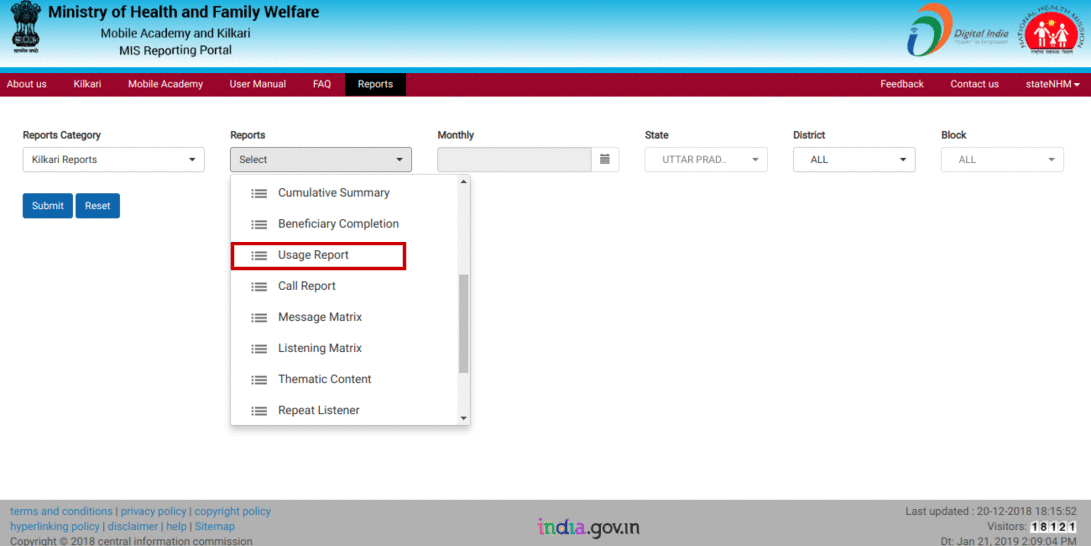 Ministry of Health and Family Welfare
Mobile Academy and Kilkari
MIS Reporting Portal
सत्यमेव जयते
Digital India
Power To Empower
NATIONAL HEALTH MISSION
राष्ट्रीय स्वास्थ्य मिशन
About us Kilkari Mobile Academy User Manual FAQ Reports Feedback Contact us stateNHM
Reports Category Reports Monthly State District Block
Kilkari Reports Select UTTAR PRAD.. ALL ALL
Submit Reset
Cumulative Summary
Beneficiary Completion
Usage Report
Call Report
Message Matrix
Listening Matrix
Thematic Content
Repeat Listener
terms and conditions | privacy policy | copyright policy
hyperlinking policy | disclaimer | help | Sitemap
Copyright © 2018 central information commission
india.gov.in
Last updated : 20-12-2018 18:15:52
Visitors: 18121
Dt: Jan 21, 2019 2:09:04 PM